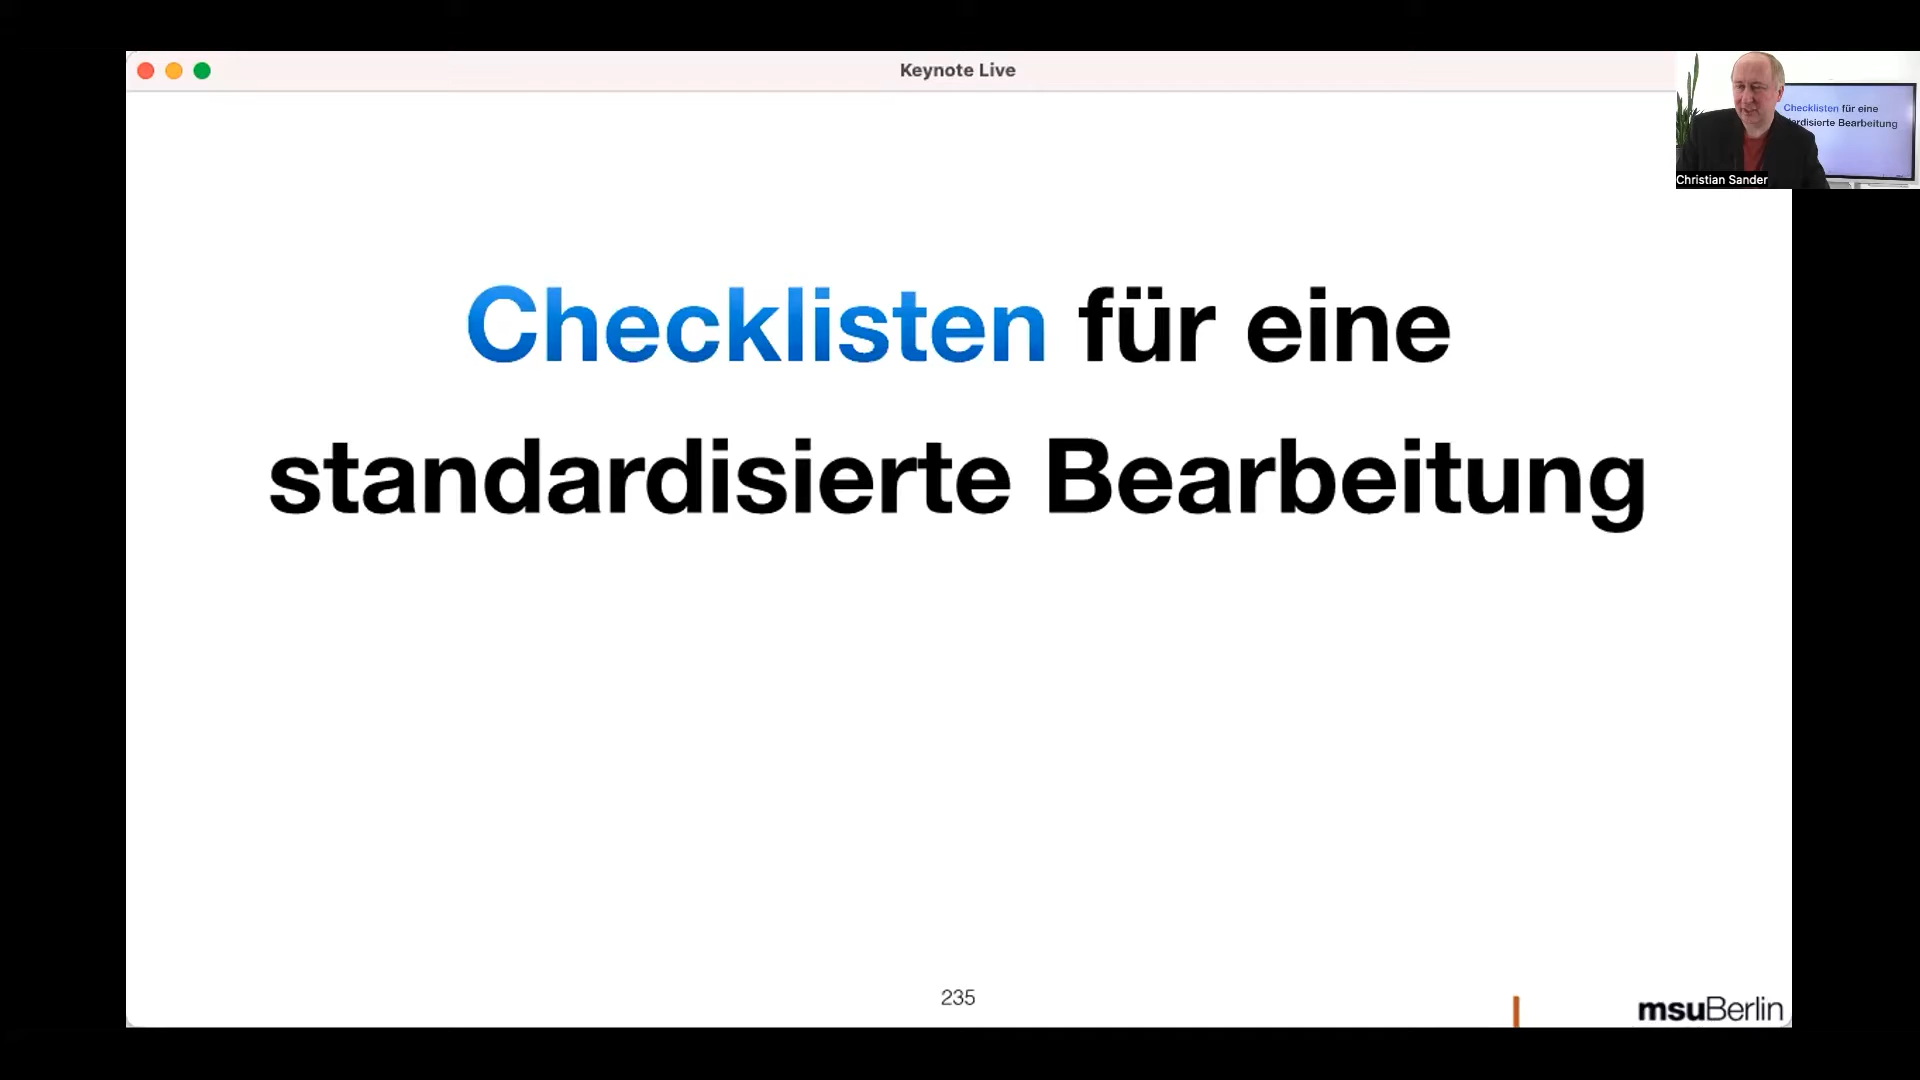 Keynote Live
Checklisten für eine
standardisierte Bearbeitung
235
msuBerlin
Checklisten für eine
ardisierte Bearbeitung
Christian Sander